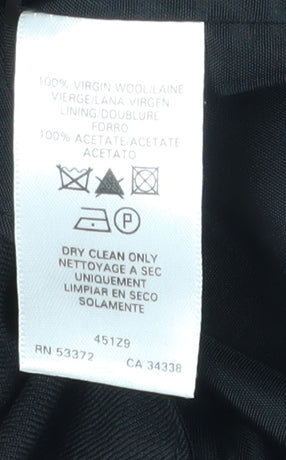 100% VIRGIN WOOL/LAINE
VIERGE/LANA VIRGEN
LINING/DOUBLURE
FORRO
100% ACETATE/ACETATE
ACETATO
P
DRY CLEAN ONLY
NETTOYAGE A SEC
UNIQUEMENT
LIMPIAR EN SECO
SOLAMENTE
451Z9
RN 53372 CA 34338